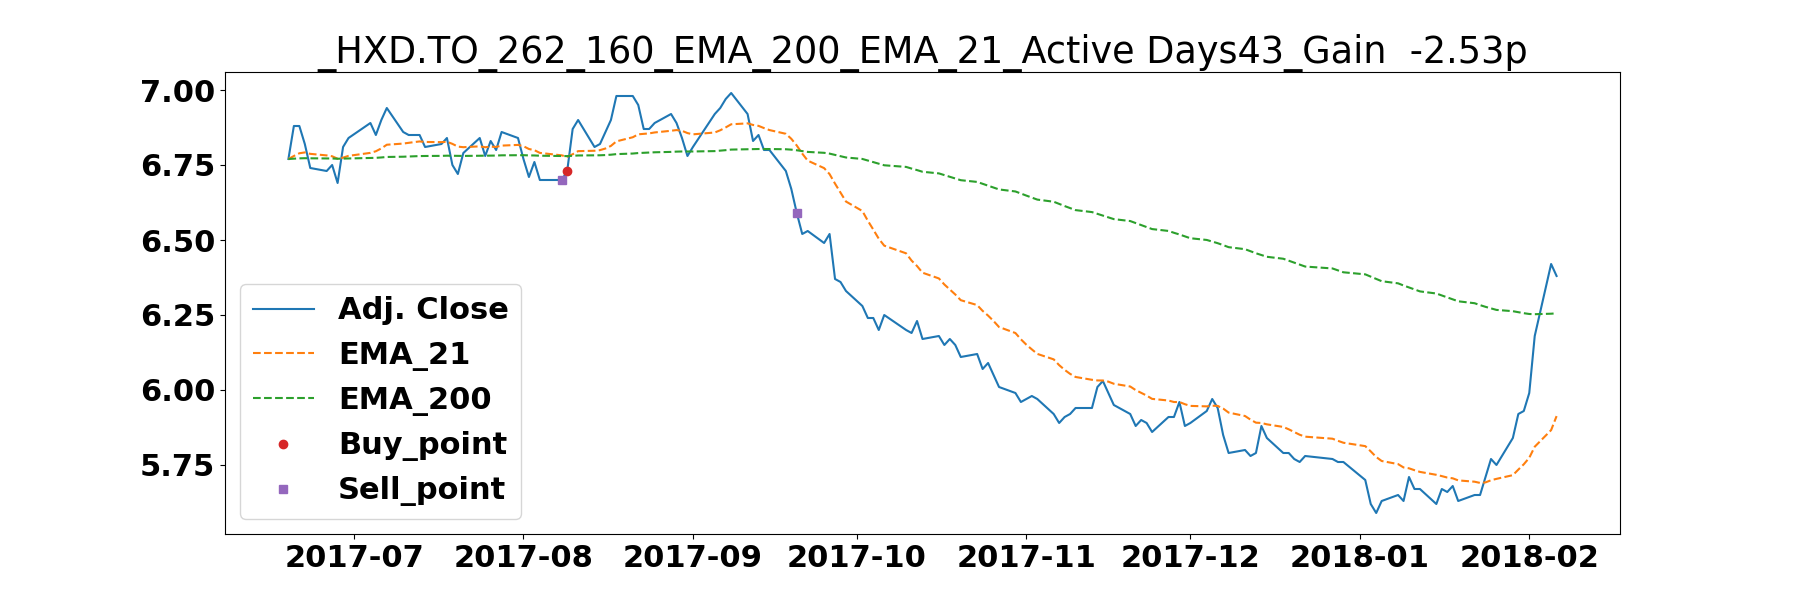 _HXD.TO_262_160_EMA_200_EMA_21_Active Days43_Gain -2.53p
7.00
6.75
6.50
6.25
6.00
5.75
Adj. Close
EMA_21
EMA_200
Buy_point
Sell_point
2017-07 2017-08 2017-09 2017-10 2017-11 2017-12 2018-01 2018-02